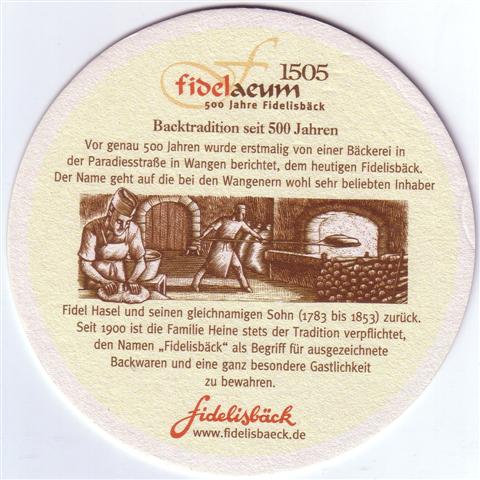 1505
fidelaeum
500 Jahre Fidelisbäck
Backtradition seit 500 Jahren
Vor genau 500 Jahren wurde erstmalig von einer Bäckerei in
der Paradiesstraße in Wangen berichtet, dem heutigen Fidelisbäck.
Der Name geht auf die bei den Wangenern wohl sehr beliebten Inhaber
Fidel Hasel und seinen gleichnamigen Sohn (1783 bis 1853) zurück.
Seit 1900 ist die Familie Heine stets der Tradition verpflichtet,
den Namen „Fidelisbäck" als Begriff für ausgezeichnete
Backwaren und eine ganz besondere Gastlichkeit
zu bewahren.
fidelisbäck
www.fidelisbaeck.de